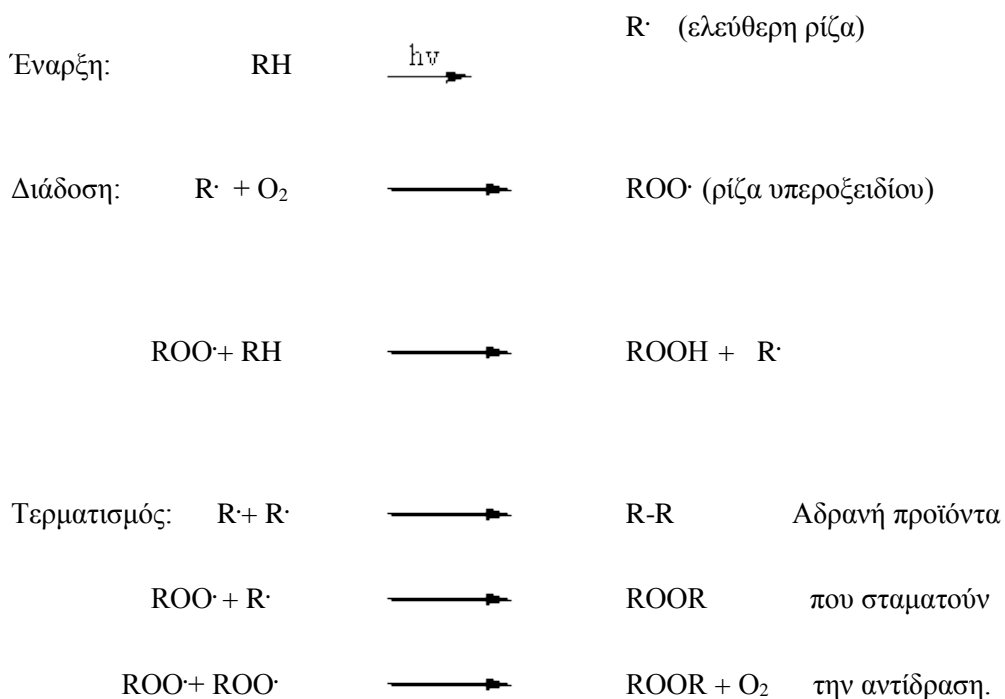 R· (ελεύθερη ρίζα)
Έναρξη: RH hv
Διάδοση: R· + O₂ ROO· (ρίζα υπεροξειδίου)
ROO·+ RH ROOH + R·
Τερματισμός: R·+ R· R-R Αδρανή προϊόντα
ROO·+ R· ROOR που σταματούν
ROO·+ ROO· ROOR + O₂ την αντίδραση.